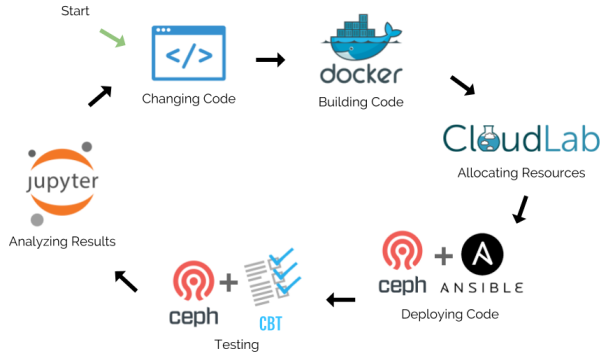 Start
</>
Changing Code
docker
Building Code
CloudLab
Allocating Resources
ceph + ANSIBLE
Deploying Code
ceph + CBT
Testing
jupyter
Analyzing Results